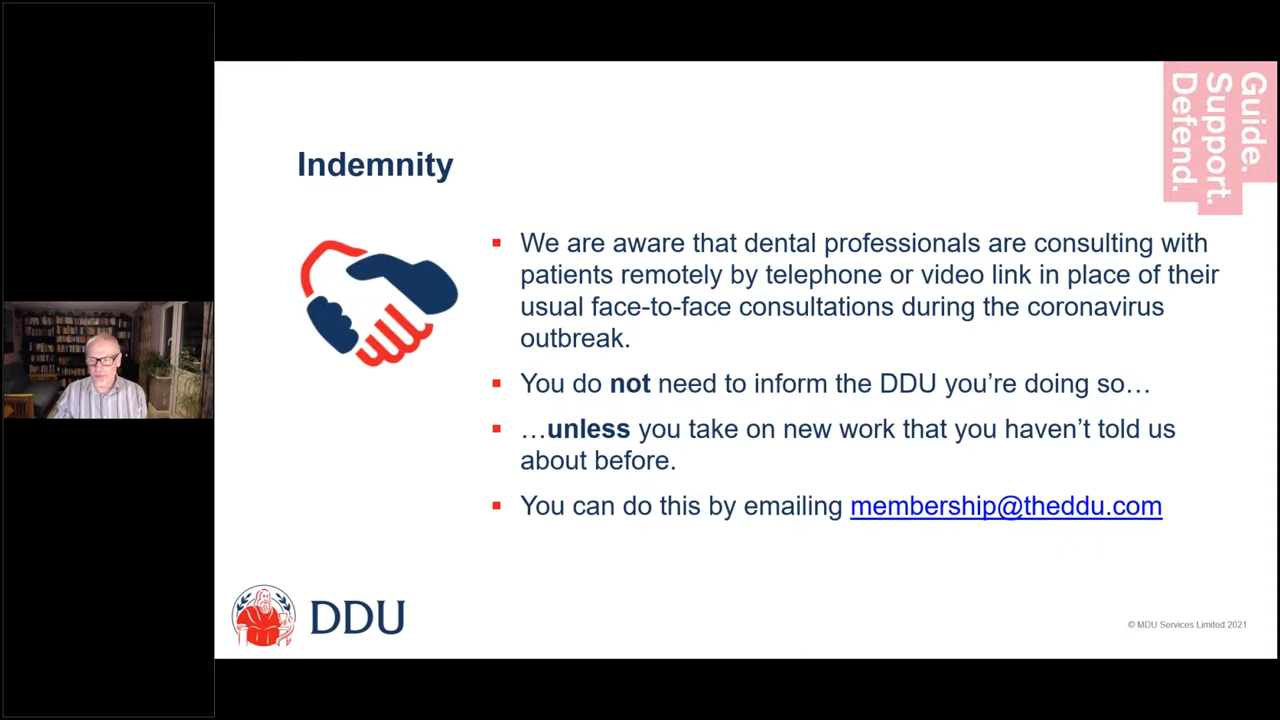 Guide.
Support.
Defend.
Indemnity
▪ We are aware that dental professionals are consulting with
patients remotely by telephone or video link in place of their
usual face-to-face consultations during the coronavirus
outbreak.
▪ You do not need to inform the DDU you’re doing so…
▪ …unless you take on new work that you haven’t told us
about before.
▪ You can do this by emailing membership@theddu.com
DDU
© MDU Services Limited 2021